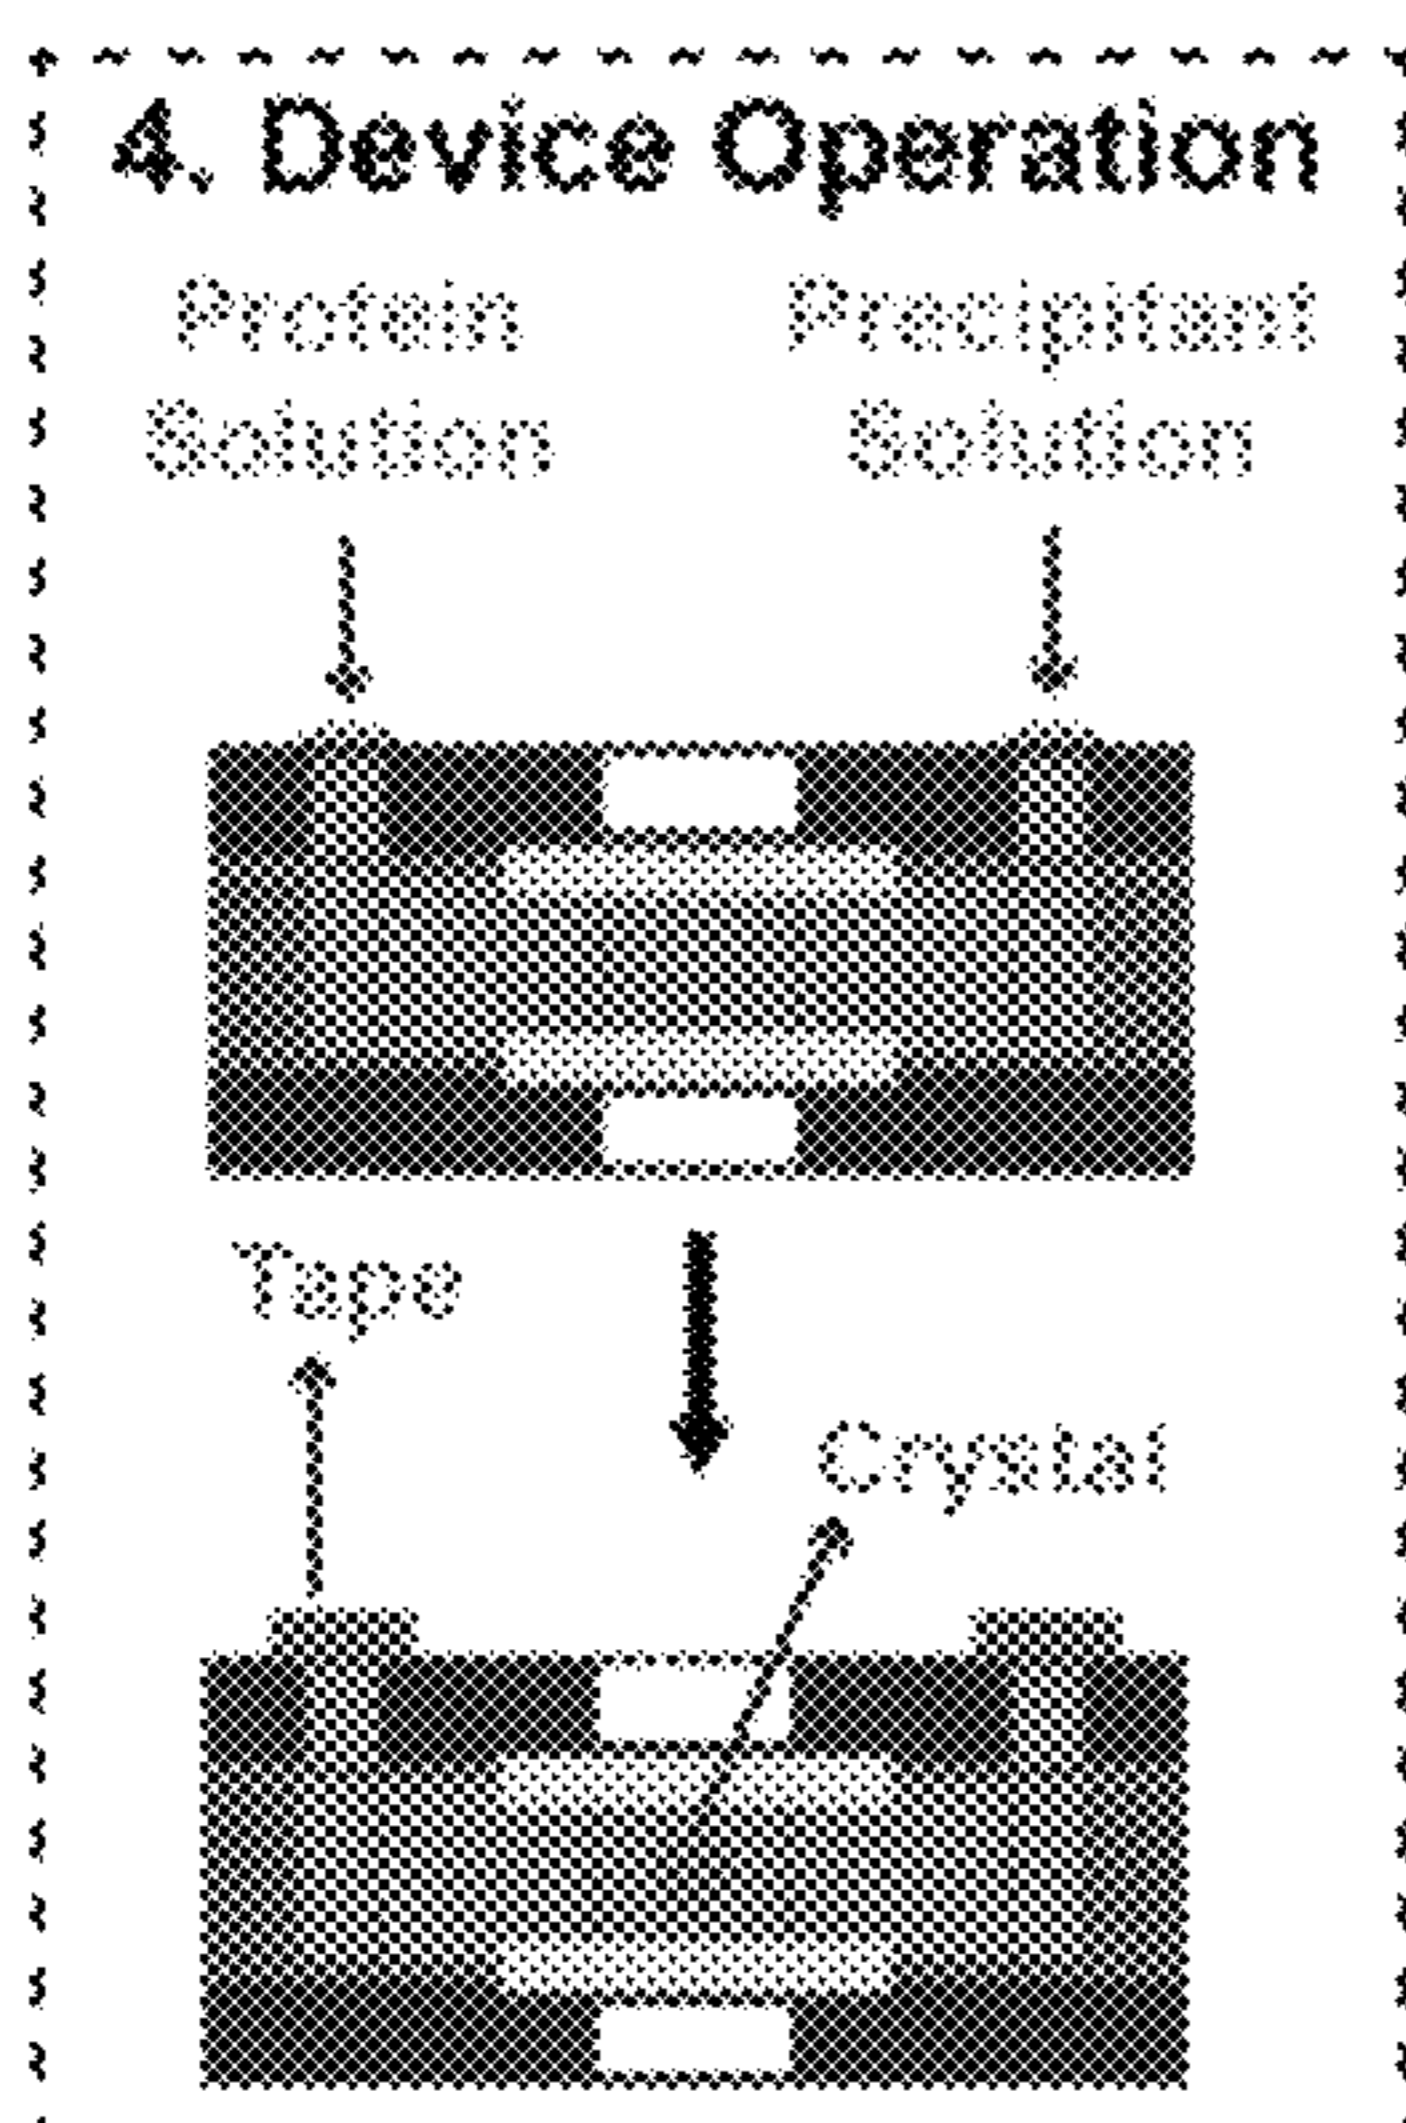 4. Device Operation
Protein Precipitant
Solution Solution
Tape
Crystal